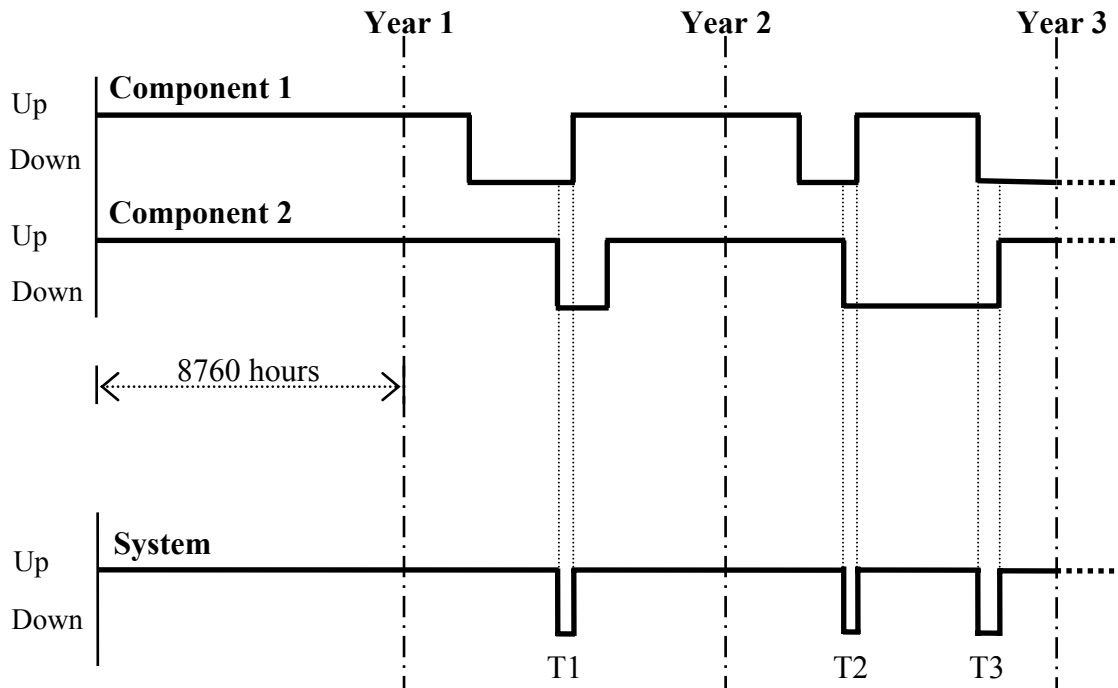 Year 1 Year 2 Year 3
Component 1
Up
Down
Component 2
Up
Down
8760 hours
System
Up
Down
T1 T2 T3